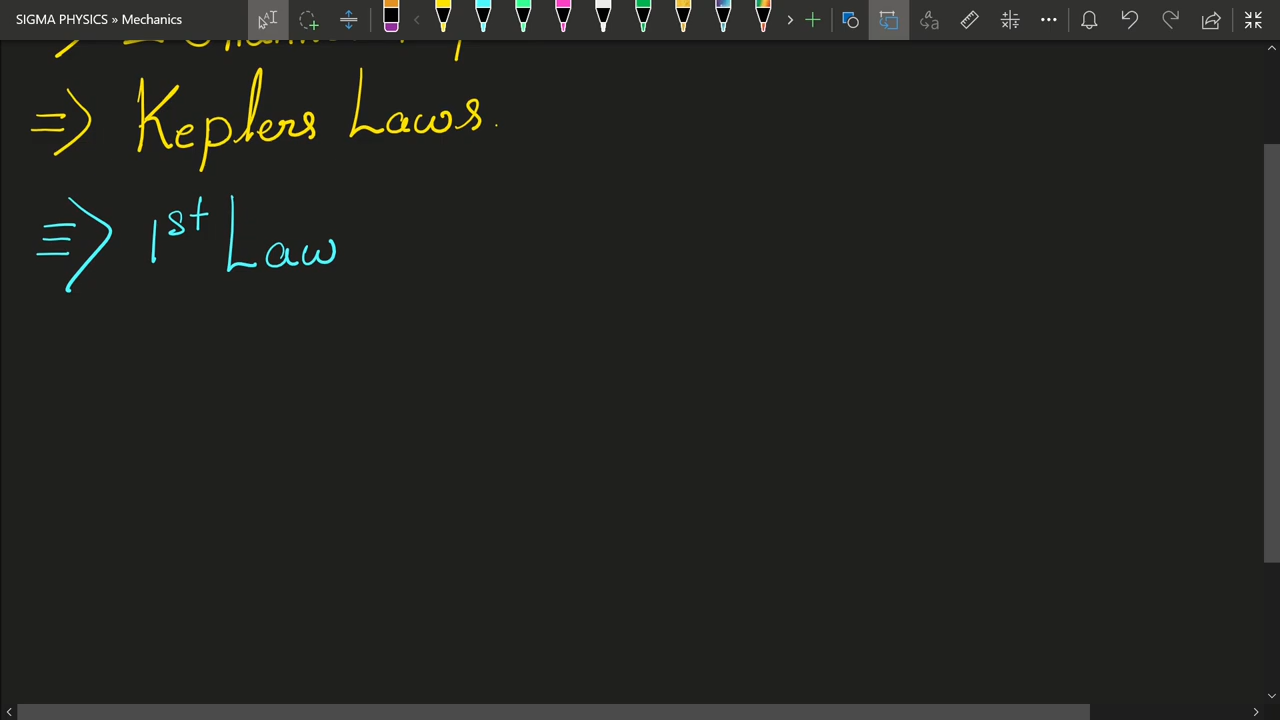 SIGMA PHYSICS » Mechanics
=> Keplers Laws.
≡> 1st Law